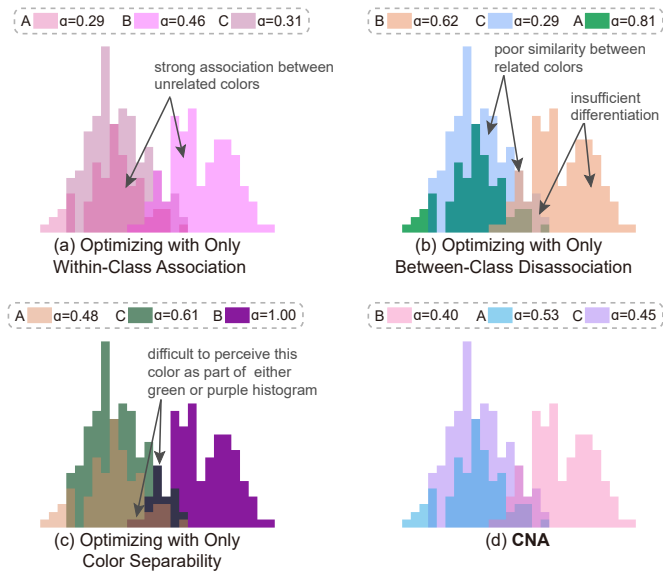 A α=0.29 B α=0.46 C α=0.31
strong association between
unrelated colors
(a) Optimizing with Only
Within-Class Association
B α=0.62 C α=0.29 A α=0.81
poor similarity between
related colors
insufficient
differentiation
(b) Optimizing with Only
Between-Class Disassociation
A α=0.48 C α=0.61 B α=1.00
difficult to perceive this
color as part of either
green or purple histogram
(c) Optimizing with Only
Color Separability
B α=0.40 A α=0.53 C α=0.45
(d) CNA